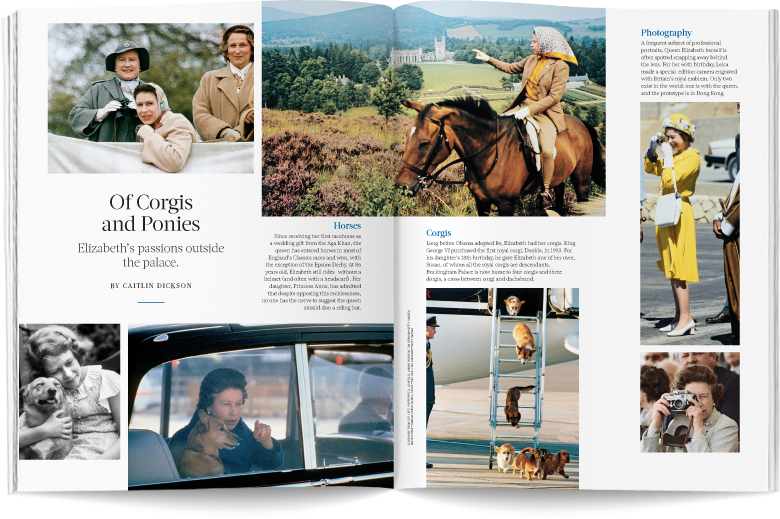 Of Corgis
and Ponies
Elizabeth's passions outside
the palace.
BY CAITLIN DICKSON
Horses
Since receiving her first racehorse as
a wedding gift from the Aga Khan, the
queen has entered horses in most of
England's Classics races and won, with
the exception of the Epsom Derby. At 86
years old, Elizabeth still rides without a
helmet (and often with a headscarf). Her
daughter, Princess Anne, has admitted
that despite opposing this recklessness,
no one has the nerve to suggest the queen
should don a riding hat.
Corgis
Long before Obama adopted Bo, Elizabeth had her corgis. King
George VI purchased the first royal corgi, Dookie, in 1933. For
his daughter's 18th birthday, he gave Elizabeth one of her own,
Susan, of whom all the royal corgis are descendants.
Buckingham Palace is now home to four corgis and three
dorgis, a cross between corgi and dachshund.
Photography
A frequent subject of professional
portraits, Queen Elizabeth herself is
often spotted snapping away behind
the lens. For her 60th birthday, Leica
made a special-edition camera engraved
with Britain's royal emblem. Only two
exist in the world: one is with the queen,
and the prototype is in Hong Kong.